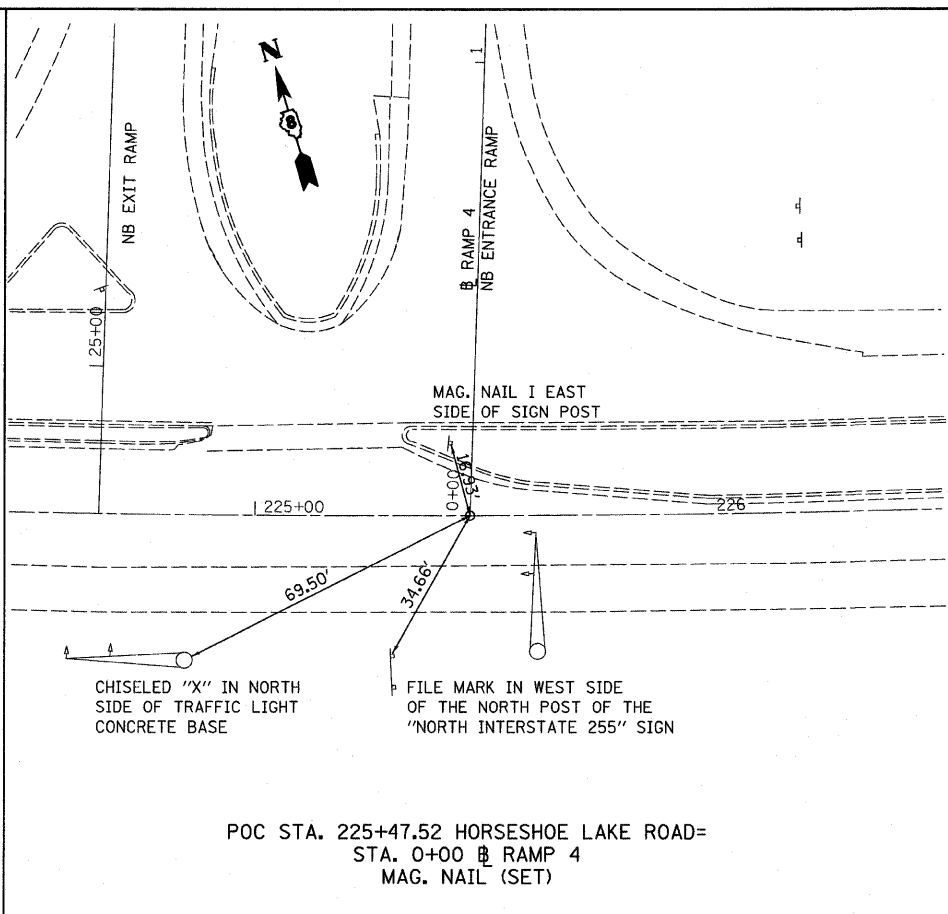 N
8
1
NB EXIT RAMP
B RAMP 4
NB ENTRANCE RAMP
125+00
MAG. NAIL I EAST
SIDE OF SIGN POST
16.93'
0+00
225+00
226
69.50'
34.66'
CHISELED "X" IN NORTH
SIDE OF TRAFFIC LIGHT
CONCRETE BASE
FILE MARK IN WEST SIDE
OF THE NORTH POST OF THE
"NORTH INTERSTATE 255" SIGN
POC STA. 225+47.52 HORSESHOE LAKE ROAD=
STA. 0+00 B RAMP 4
MAG. NAIL (SET)